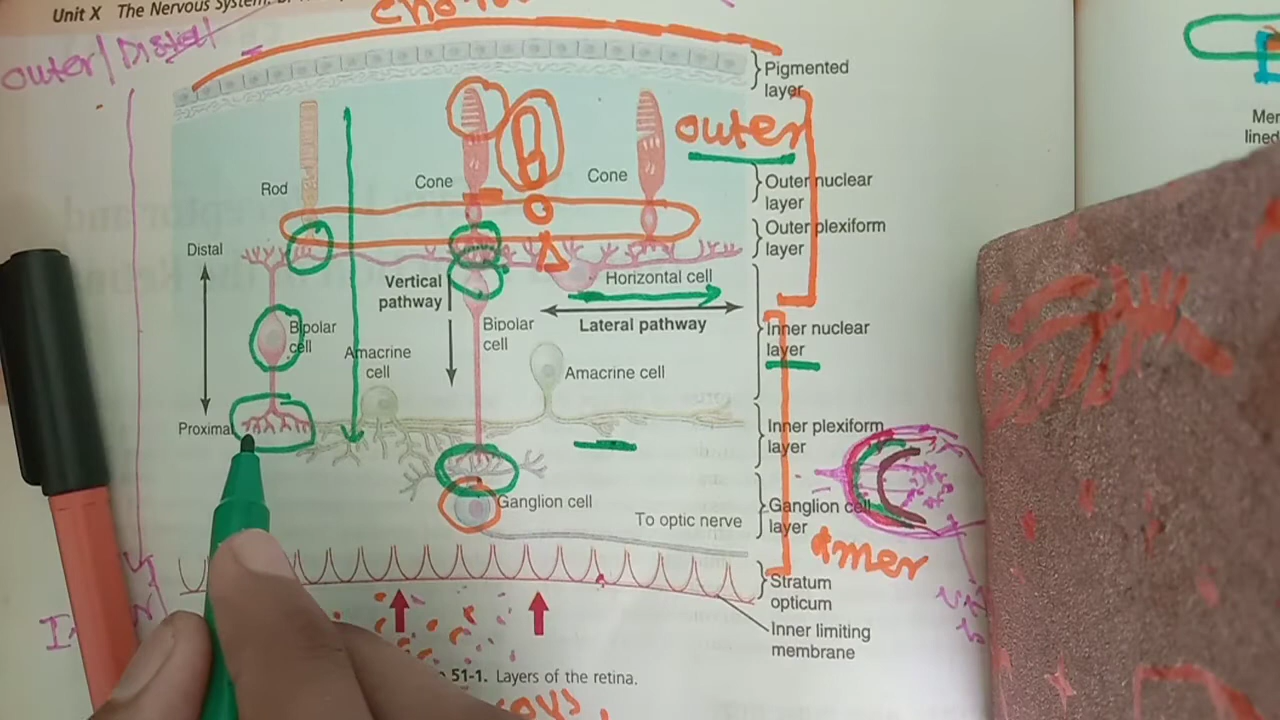 Unit X The Nervous System:
outer/Distal
Pigmented
layer
outer
Mem
lined
Rod
Cone
Cone
Outer nuclear
layer
Outer plexiform
layer
Distal
Vertical
pathway
Horizontal cell
Lateral pathway
Bipolar
cell
Bipolar
cell
Inner nuclear
layer
Amacrine
cell
Amacrine cell
Proximal
Inner plexiform
layer
Ganglion cell
To optic nerve
Ganglion cell
layer
Stratum
opticum
Inner limiting
membrane
51-1. Layers of the retina.